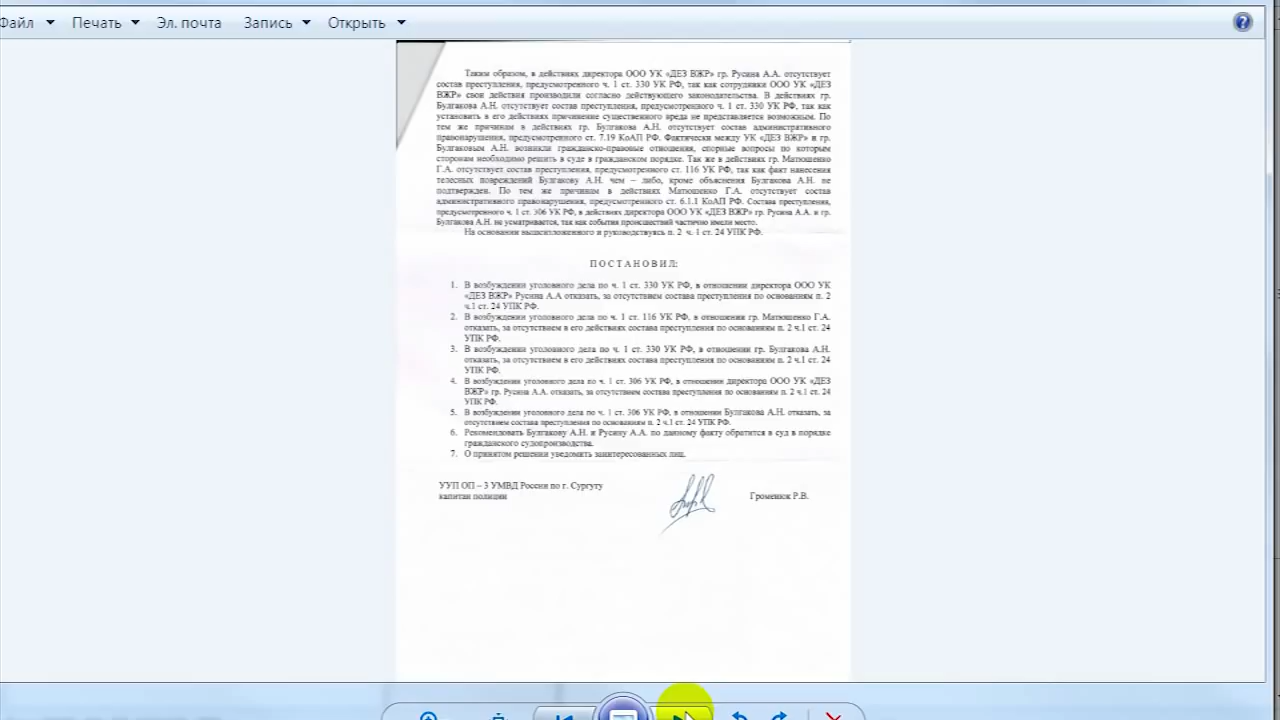 Файл Печать Эл. почта Запись Открыть
Таким образом, в действиях директора ООО УК «ДЕЗ ВЖР» гр. Русина А.А. отсутствует
состав преступления, предусмотренного ч. 1 ст. 330 УК РФ, так как сотрудники ООО УК «ДЕЗ
ВЖР» свои действия производили согласно действующего законодательства. В действиях гр.
Булгакова А.Н. отсутствует состав преступления, предусмотренного ч. 1 ст. 330 УК РФ, так как
установить в его действиях причинение существенного вреда не представляется возможным. По
тем же причинам в действиях гр. Булгакова А.Н. отсутствует состав административного
правонарушения, предусмотренного ст. 7.19 КоАП РФ. Фактически между УК «ДЕЗ ВЖР» и гр.
Булгаковым А.Н. возникли гражданско-правовые отношения, спорные вопросы по которым
сторонам необходимо решить в суде в гражданском порядке. Так же в действиях гр. Матюшенко
Г.А. отсутствует состав преступления, предусмотренного ст. 116 УК РФ, так как факт нанесения
телесных повреждений Булгакову А.Н. чем – либо, кроме объяснения Булгакова А.Н. не
подтвержден. По тем же причинам в действиях Матюшенко Г.А. отсутствует состав
административного правонарушения, предусмотренного ст. 6.1.1 КоАП РФ. Состава преступления,
предусмотренного ч. 1 ст. 306 УК РФ, в действиях директора ООО УК «ДЕЗ ВЖР» гр. Русина А.А. и гр.
Булгакова А.Н. не усматривается, так как события происшествий частично имели место.
На основании вышеизложенного и руководствуясь п. 2 ч. 1 ст. 24 УПК РФ.
П О С Т А Н О В И Л:
1. В возбуждении уголовного дела по ч. 1 ст. 330 УК РФ, в отношении директора ООО УК
«ДЕЗ ВЖР» Русина А.А отказать, за отсутствием состава преступления по основаниям п. 2
ч.1 ст. 24 УПК РФ.
2. В возбуждении уголовного дела по ч. 1 ст. 116 УК РФ, в отношении гр. Матюшенко Г.А.
отказать, за отсутствием в его действиях состава преступления по основаниям п. 2 ч.1 ст. 24
УПК РФ.
3. В возбуждении уголовного дела по ч. 1 ст. 330 УК РФ, в отношении гр. Булгакова А.Н.
отказать, за отсутствием в его действиях состава преступления по основаниям п. 2 ч.1 ст. 24
УПК РФ.
4. В возбуждении уголовного дела по ч. 1 ст. 306 УК РФ, в отношении директора ООО УК «ДЕЗ
ВЖР» гр. Русина А.А. отказать, за отсутствием состава преступления по основаниям п. 2 ч.1 ст. 24
УПК РФ.
5. В возбуждении уголовного дела по ч. 1 ст. 306 УК РФ, в отношении Булгакова А.Н. отказать, за
отсутствием состава преступления по основаниям п. 2 ч.1 ст. 24 УПК РФ.
6. Рекомендовать Булгакову А.Н. и Русину А.А. по данному факту обратится в суд в порядке
гражданского судопроизводства.
7. О принятом решении уведомить заинтересованных лиц.
УУП ОП – 3 УМВД России по г. Сургуту
капитан полиции Громенюк Р.В.